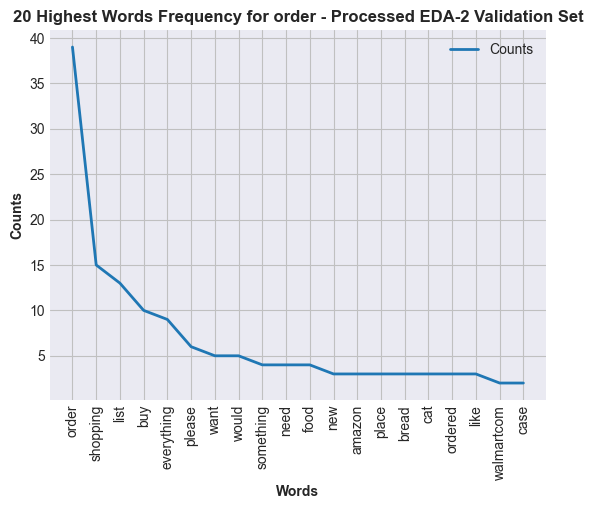 20 Highest Words Frequency for order - Processed EDA-2 Validation Set
Counts
40
35
30
25
20
15
10
5
Counts
order
shopping
list
buy
everything
please
want
would
something
need
food
new
amazon
place
bread
cat
ordered
like
walmartcom
case
Words